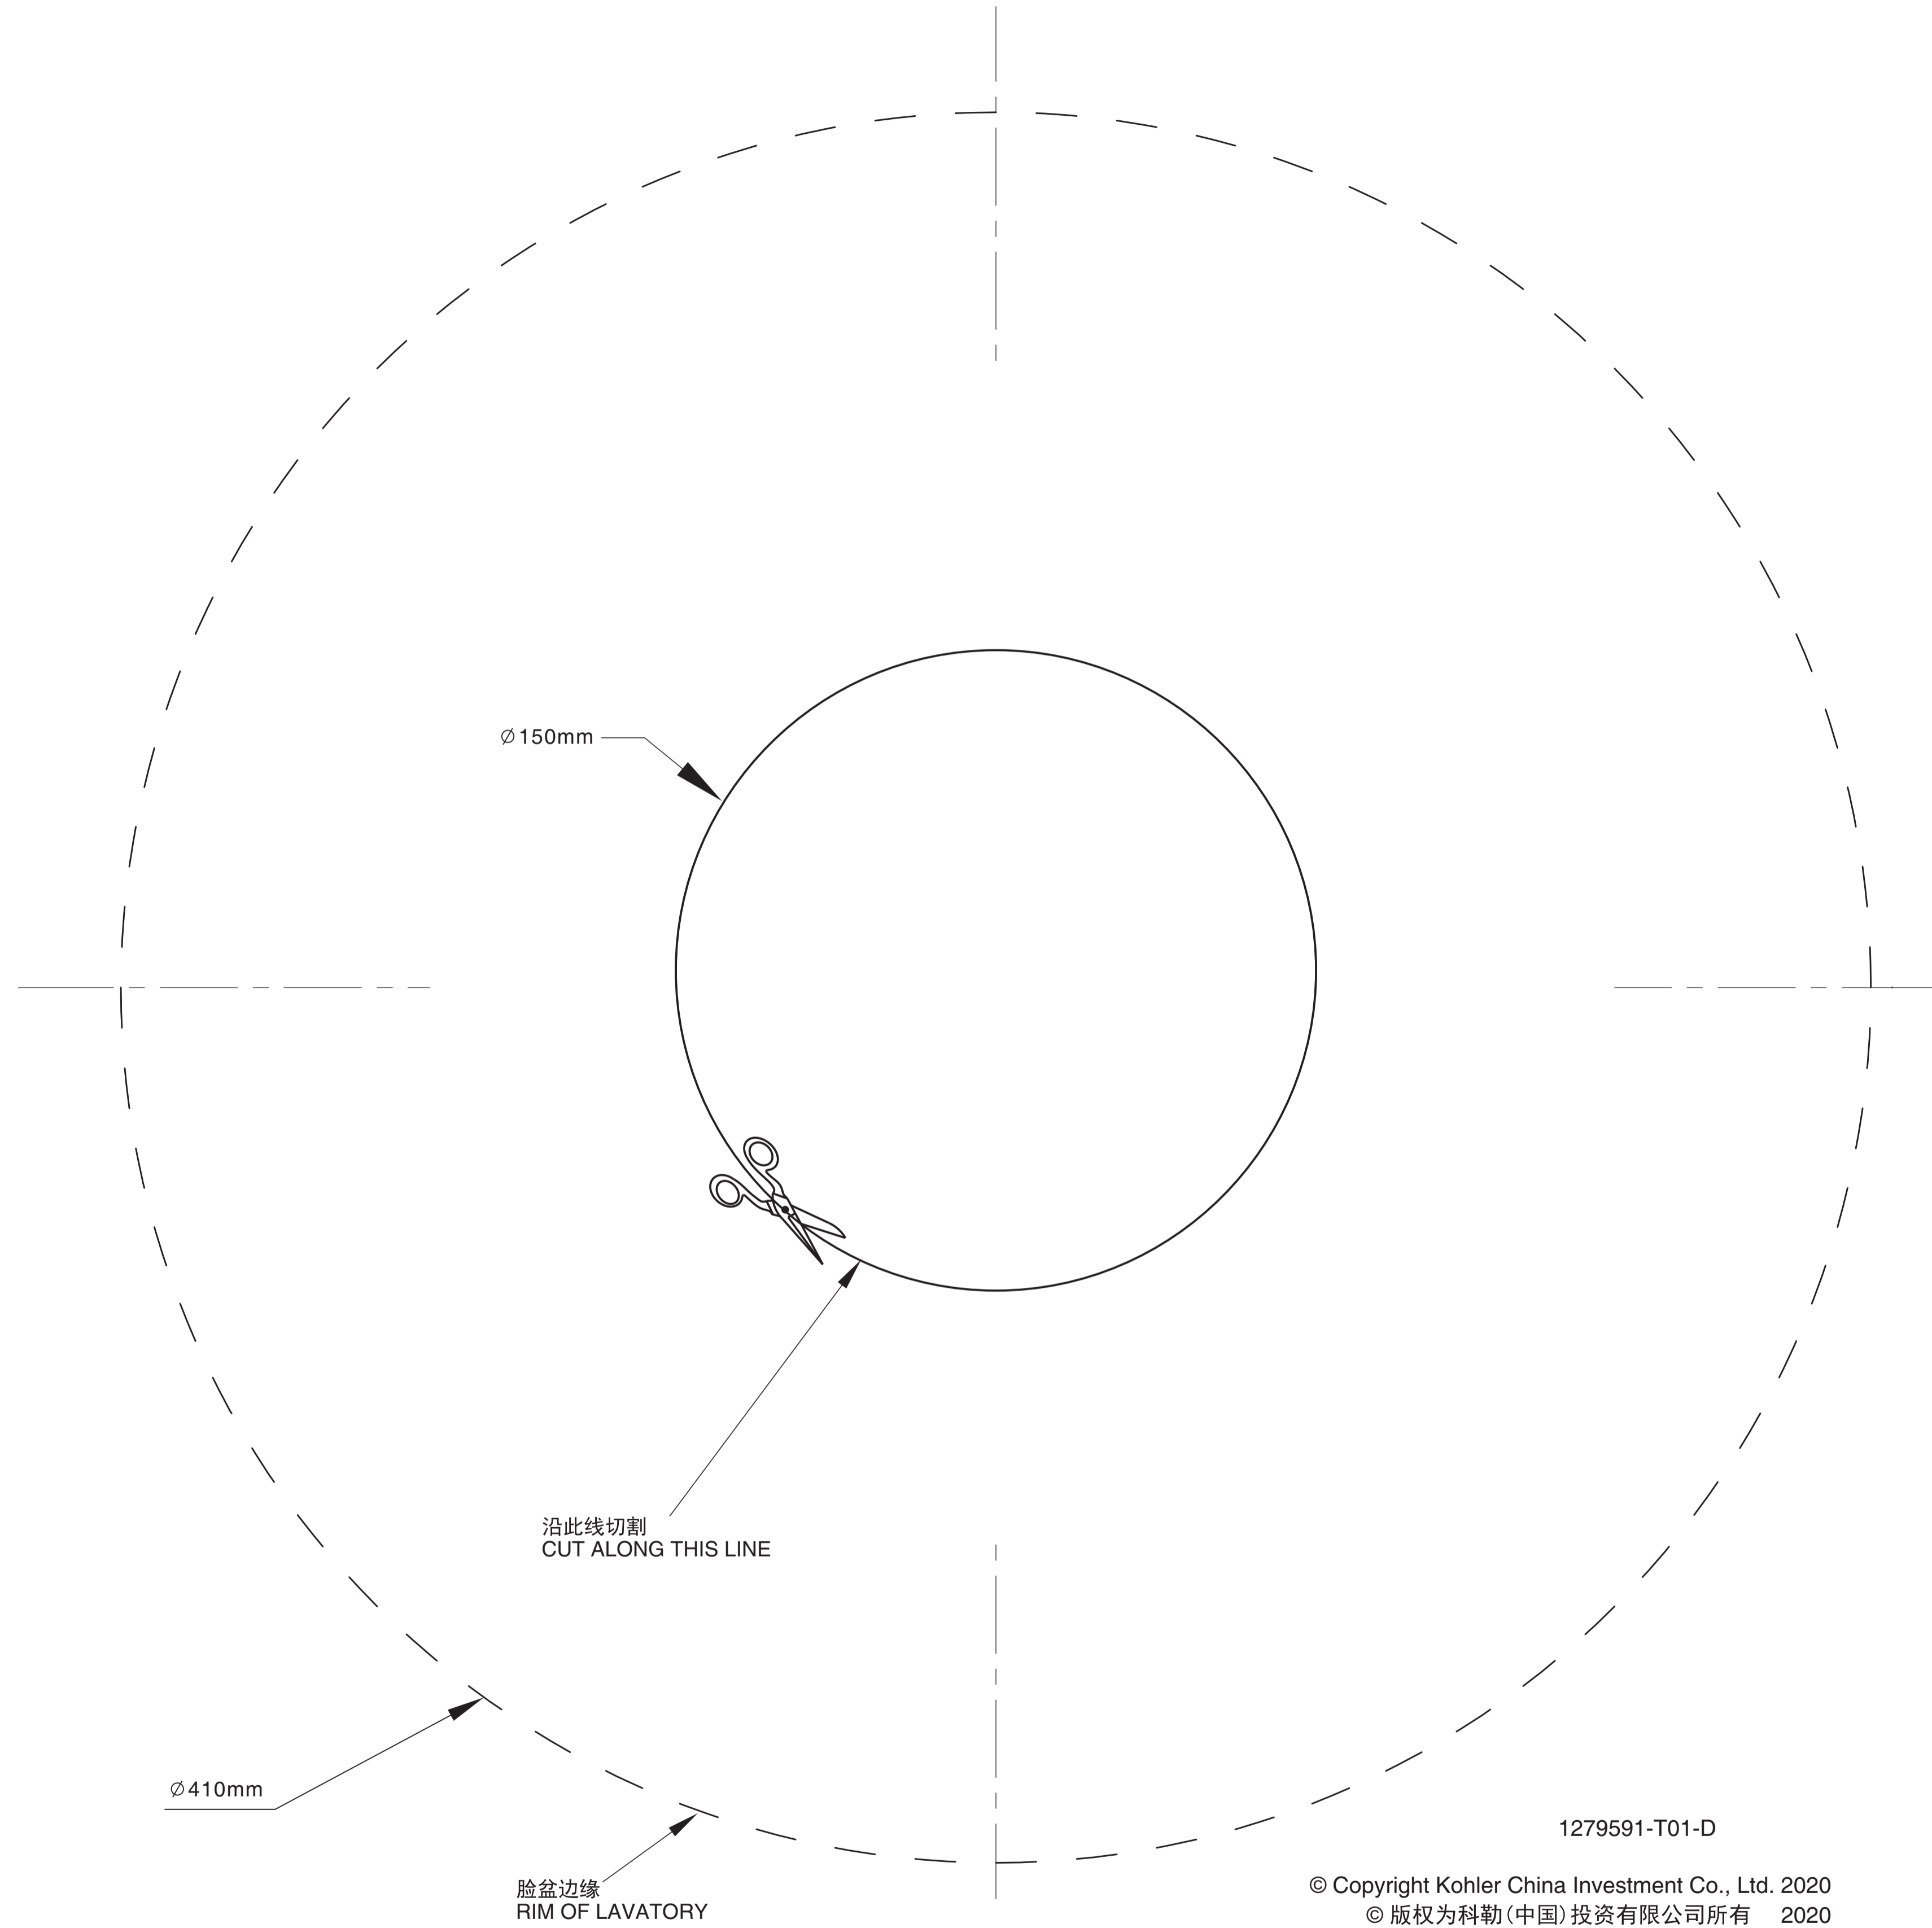 ⌀150mm
沿此线切割
CUT ALONG THIS LINE
⌀410mm
脸盆边缘
RIM OF LAVATORY
1279591-T01-D
© Copyright Kohler China Investment Co., Ltd. 2020
© 版权为科勒(中国)投资有限公司所有 2020